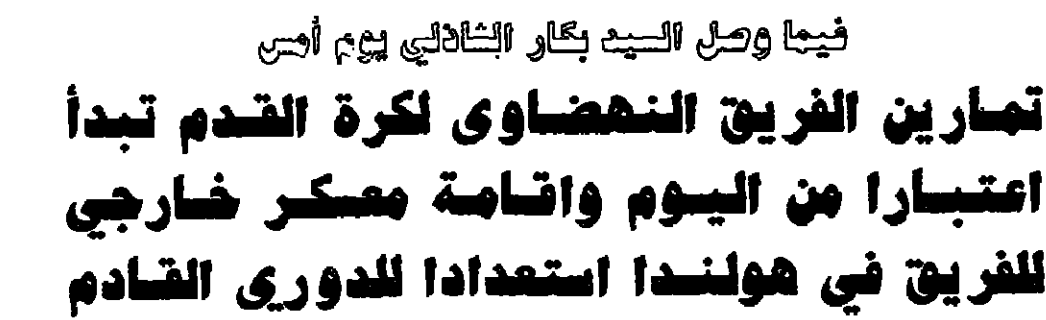 فيما وصل السيد بكار الشاذلي يوم أمس
تمارين الفريق النهضاوى لكرة القدم تبدأ
اعتبارا من اليوم واقامة معسكر خارجي
للفريق في هولندا استعدادا للدورى القادم